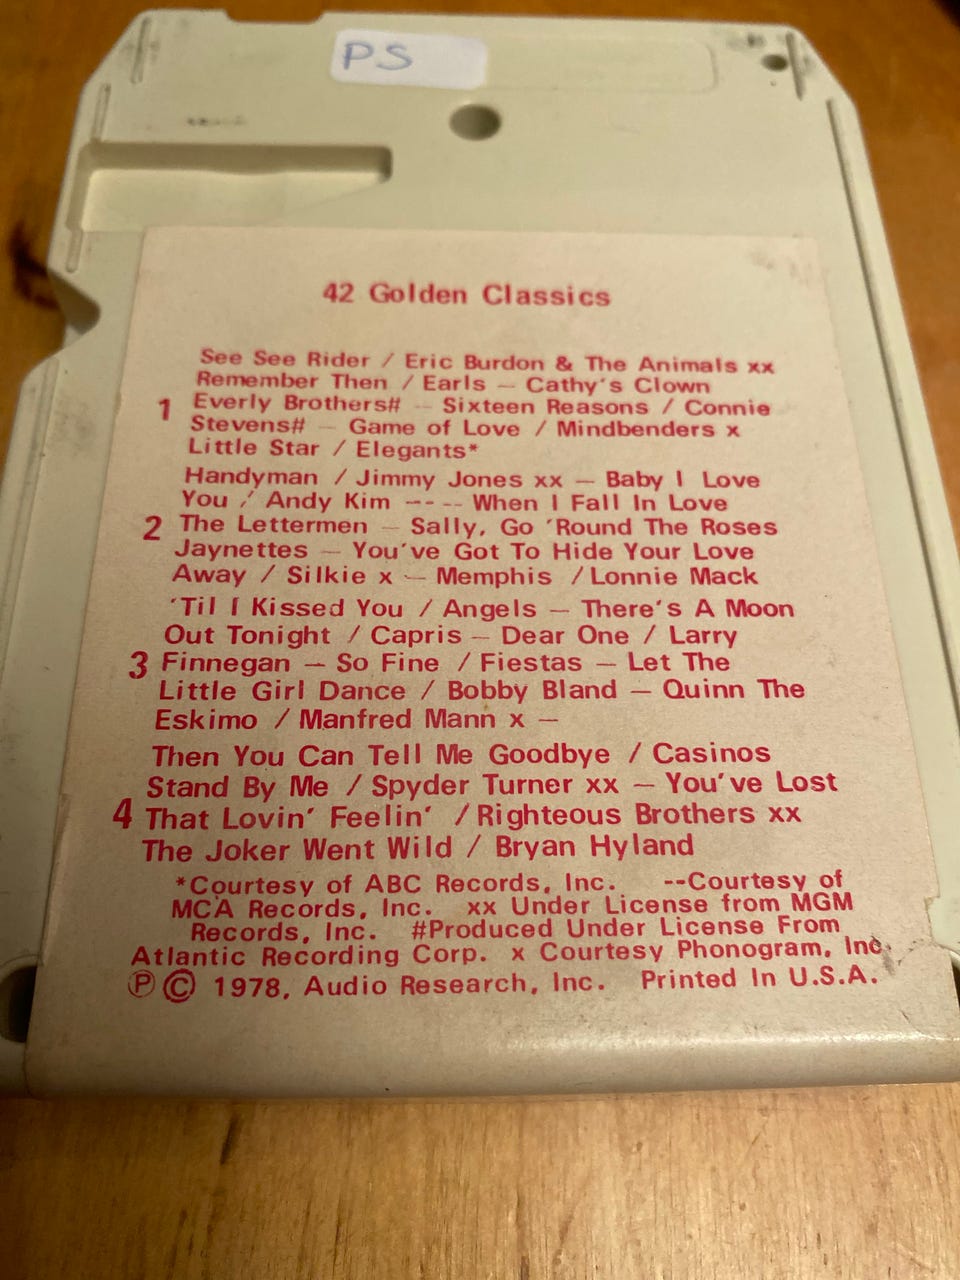 PS
42 Golden Classics
See See Rider / Eric Burdon & The Animals xx
Remember Then / Earls — Cathy's Clown
1 Everly Brothers# — Sixteen Reasons / Connie
Stevens# — Game of Love / Mindbenders x
Little Star / Elegants*
Handyman / Jimmy Jones xx — Baby I Love
You / Andy Kim ---- When I Fall In Love
2 The Lettermen — Sally, Go 'Round The Roses
Jaynettes — You've Got To Hide Your Love
Away / Silkie x — Memphis / Lonnie Mack
'Til I Kissed You / Angels — There's A Moon
Out Tonight / Capris — Dear One / Larry
3 Finnegan — So Fine / Fiestas — Let The
Little Girl Dance / Bobby Bland — Quinn The
Eskimo / Manfred Mann x —
Then You Can Tell Me Goodbye / Casinos
Stand By Me / Spyder Turner xx — You've Lost
4 That Lovin' Feelin' / Righteous Brothers xx
The Joker Went Wild / Bryan Hyland
*Courtesy of ABC Records, Inc. --Courtesy of
MCA Records, Inc. xx Under License from MGM
Records, Inc. #Produced Under License From
Atlantic Recording Corp. x Courtesy Phonogram, Inc.
Ⓟ © 1978, Audio Research, Inc. Printed In U.S.A.